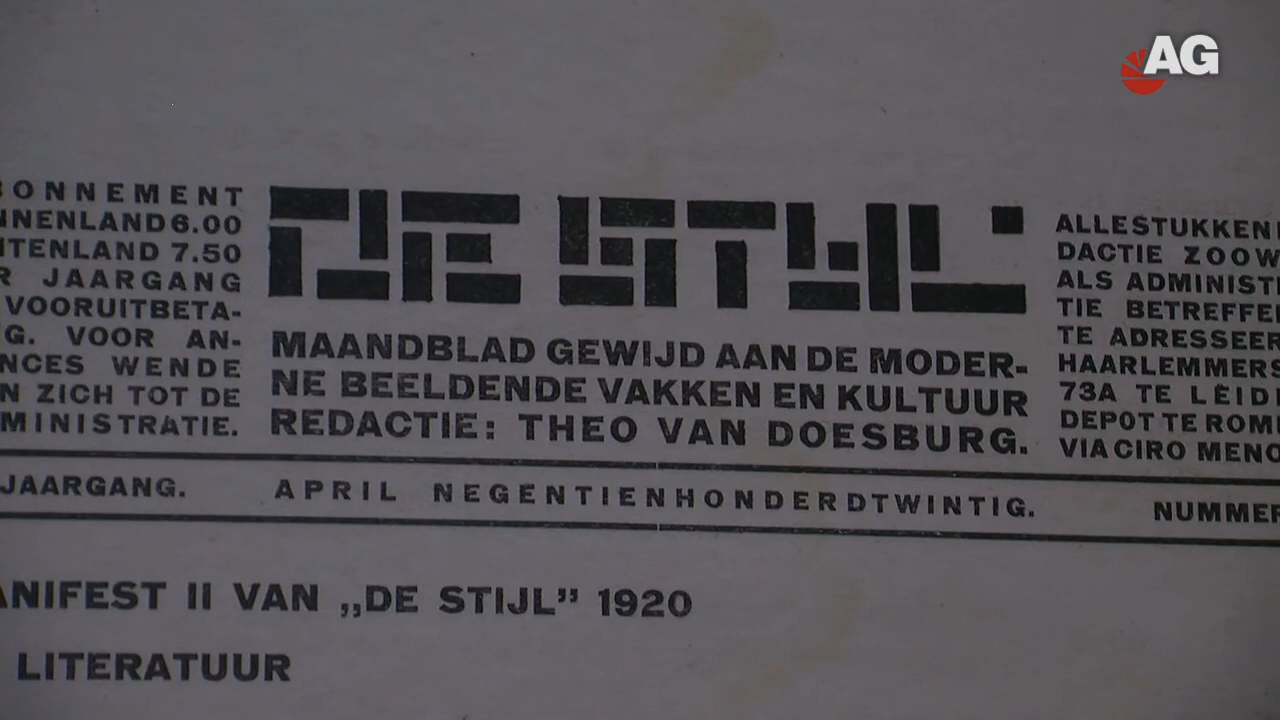 AG
BONNEMENT
NNENLAND 6.00
ITENLAND 7.50
R JAARGANG
VOORUITBETA-
G. VOOR AN-
NCES WENDE
N ZICH TOT DE
MINISTRATIE.
DE STIJL
MAANDBLAD GEWIJD AAN DE MODER-
NE BEELDENDE VAKKEN EN KULTUUR
REDACTIE: THEO VAN DOESBURG.
ALLE STUKKEN
DACTIE ZOOW
ALS ADMINIST
TIE BETREFFE
TE ADRESSEER
HAARLEMMERS
73A TE LEID
DEPOT TE ROM
VIA CIRO MENO
JAARGANG. APRIL NEGENTIENHONDERDTWINTIG. NUMMER
ANIFEST II VAN „DE STIJL” 1920
LITERATUUR